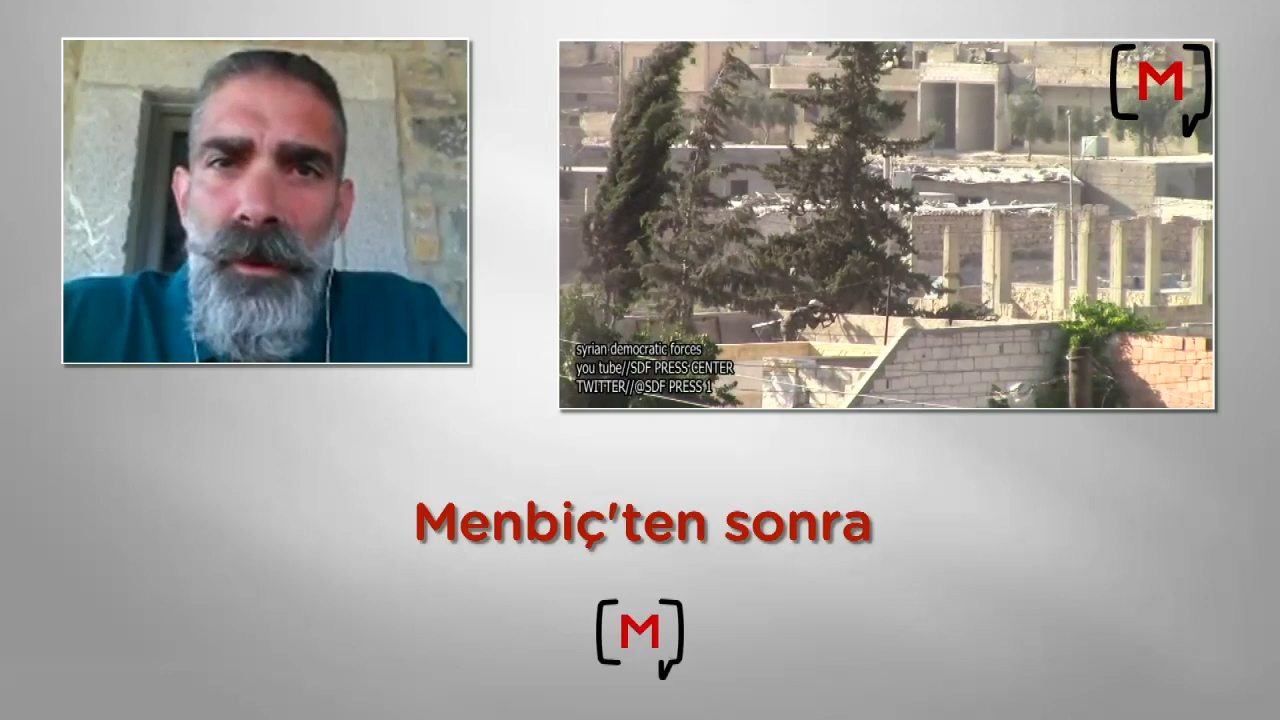 [M]
syrian democratic forces
you tube//SDF PRESS CENTER
TWITTER//@SDF PRESS 1
Menbiç'ten sonra
[M]